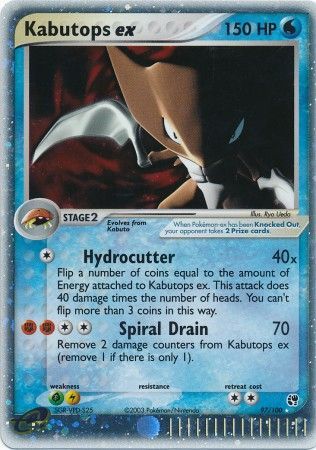 Kabutops ex 150 HP
Illus. Ryo Ueda
STAGE2
Evolves from
Kabuto
When Pokémon-ex has been Knocked Out,
your opponent takes 2 Prize cards.
Hydrocutter 40x
Flip a number of coins equal to the amount of
Energy attached to Kabutops ex. This attack does
40 damage times the number of heads. You can't
flip more than 3 coins in this way.
Spiral Drain 70
Remove 2 damage counters from Kabutops ex
(remove 1 if there is only 1).
weakness resistance retreat cost
e
©2003 Pokémon/Nintendo 97/100